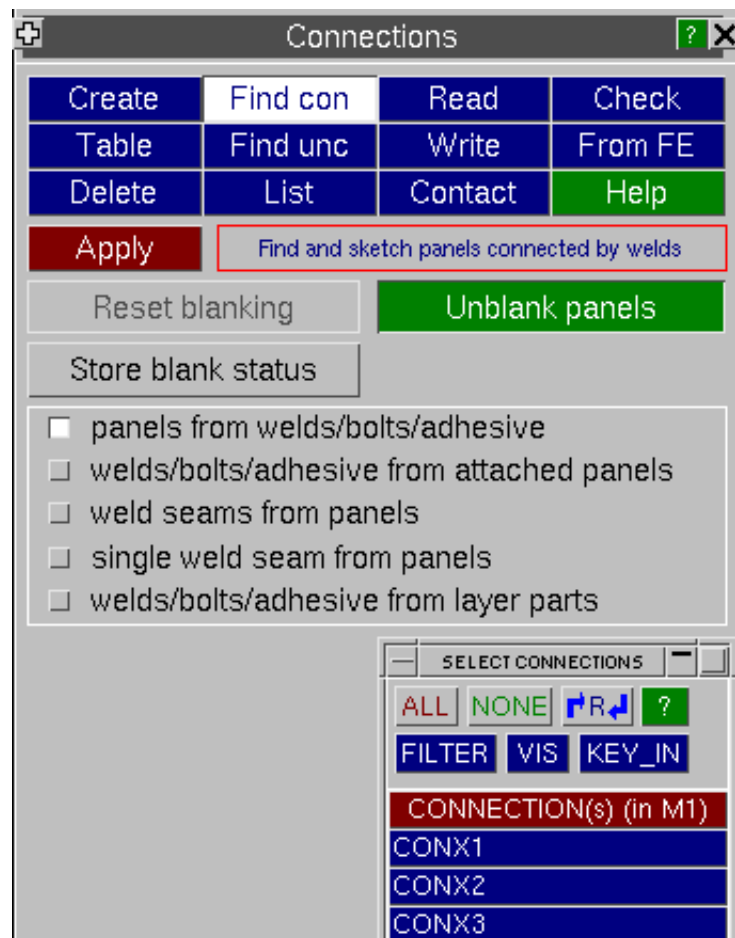 Connections ?
Create Find con Read Check
Table Find unc Write From FE
Delete List Contact Help
Apply Find and sketch panels connected by welds
Reset blanking Unblank panels
Store blank status
panels from welds/bolts/adhesive
welds/bolts/adhesive from attached panels
weld seams from panels
single weld seam from panels
welds/bolts/adhesive from layer parts
SELECT CONNECTIONS
ALL NONE R ?
FILTER VIS KEY_IN
CONNECTION(s) (in M1)
CONX1
CONX2
CONX3